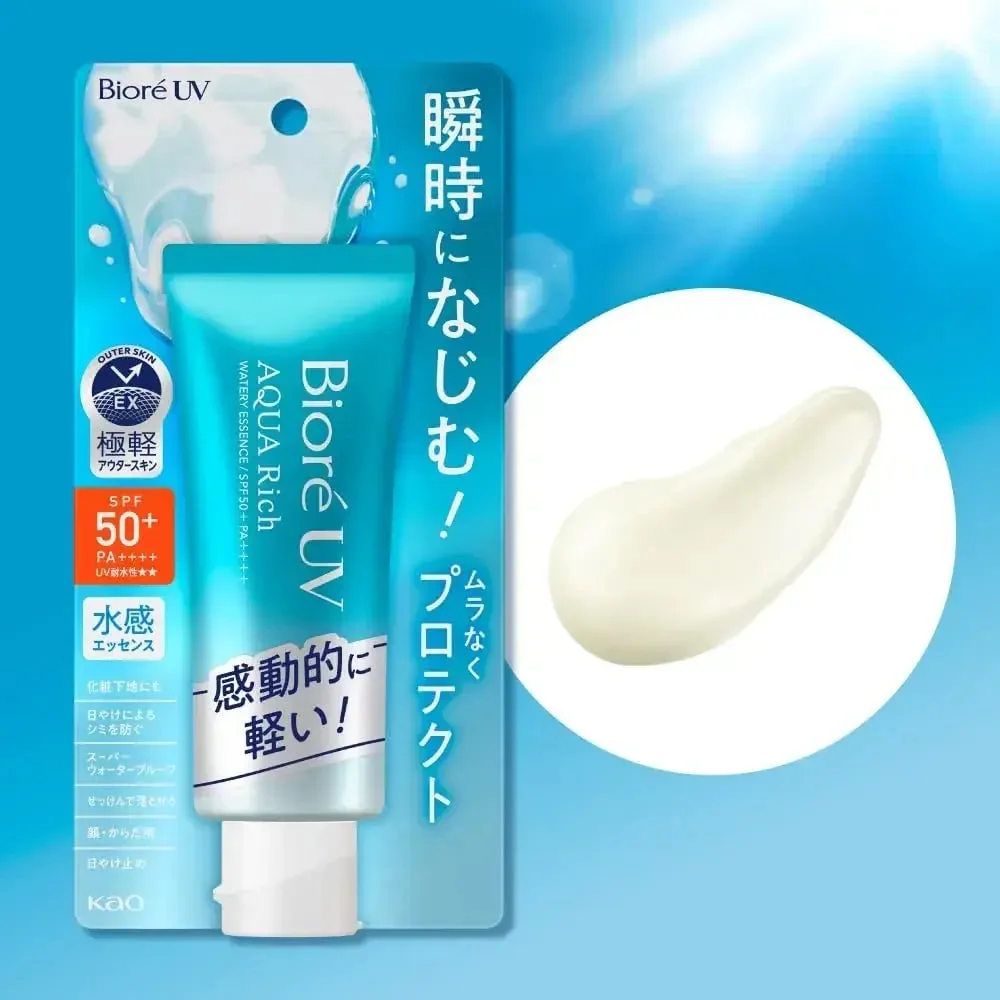 Bioré UV
瞬時になじむ！
ムラなく
プロテクト
OUTER SKIN
EX
極軽
アウタースキン
SPF
50+
PA++++
UV耐水性★★
水感
エッセンス
化粧下地にも
日やけによる
シミを防ぐ
スーパー
ウォータープルーフ
せっけんで落とせる
顔・からだ用
日やけ止め
Kao
Bioré UV
AQUA Rich
WATERY ESSENCE / SPF50+ PA++++
感動的に
軽い！